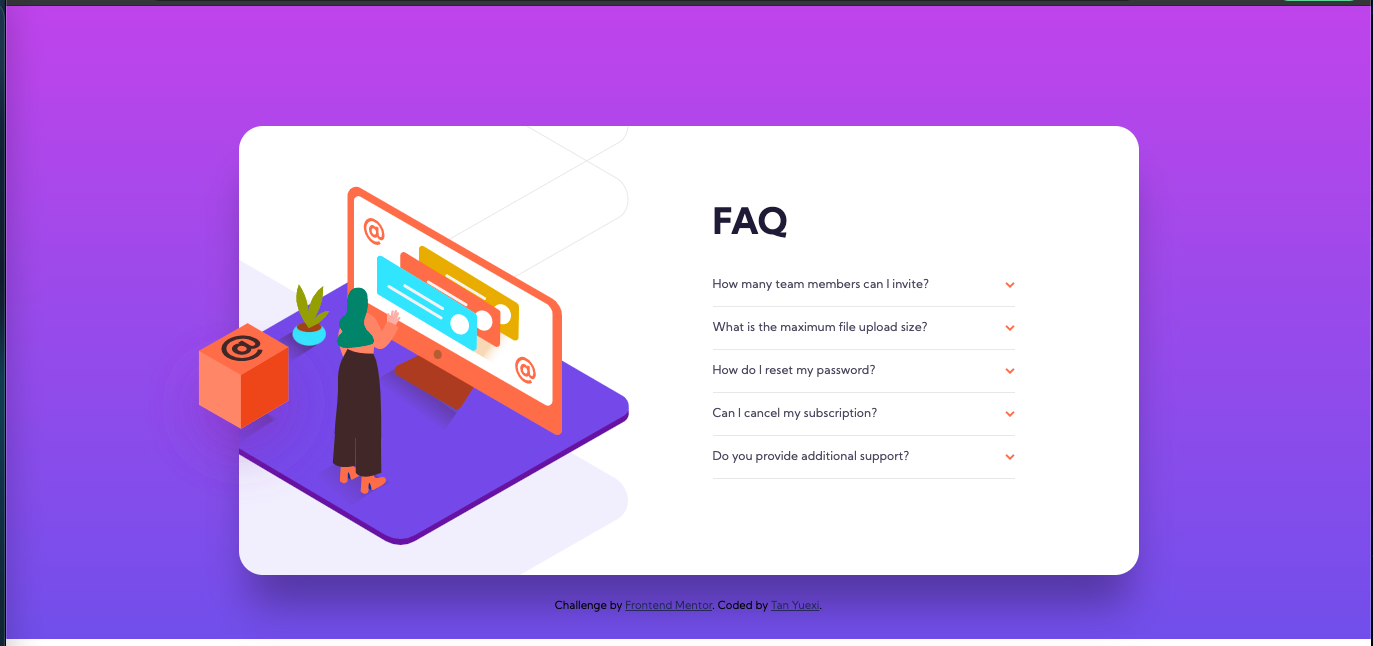 FAQ
How many team members can I invite?
What is the maximum file upload size?
How do I reset my password?
Can I cancel my subscription?
Do you provide additional support?
Challenge by Frontend Mentor. Coded by Tan Yuexi.